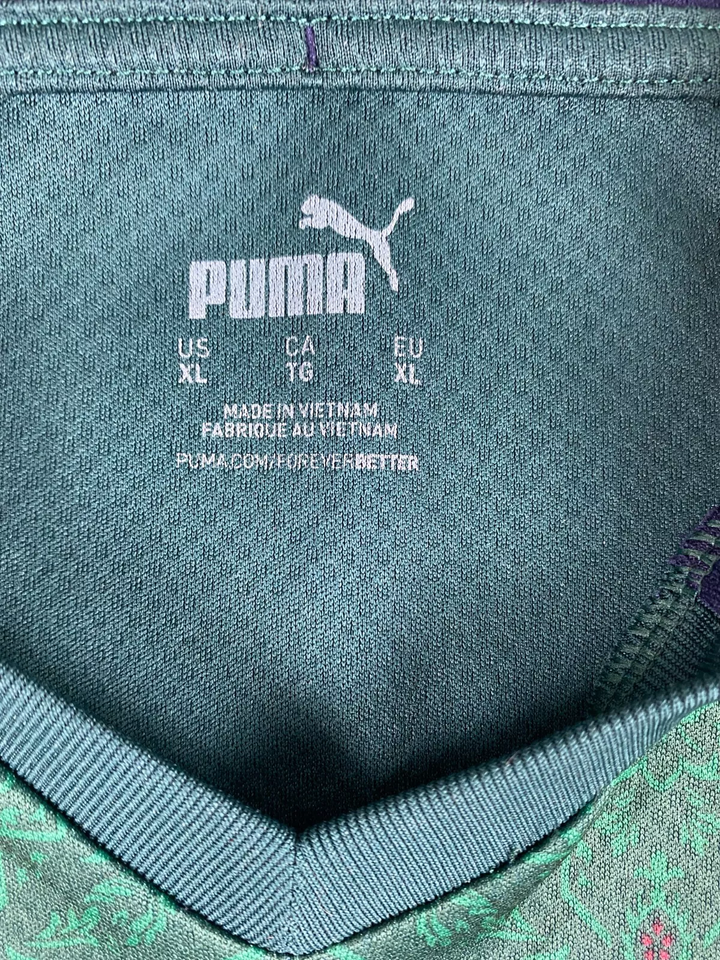 PUMA
US CA EU
XL TG XL
MADE IN VIETNAM
FABRIQUE AU VIETNAM
PUMA.COM/FOREVERBETTER